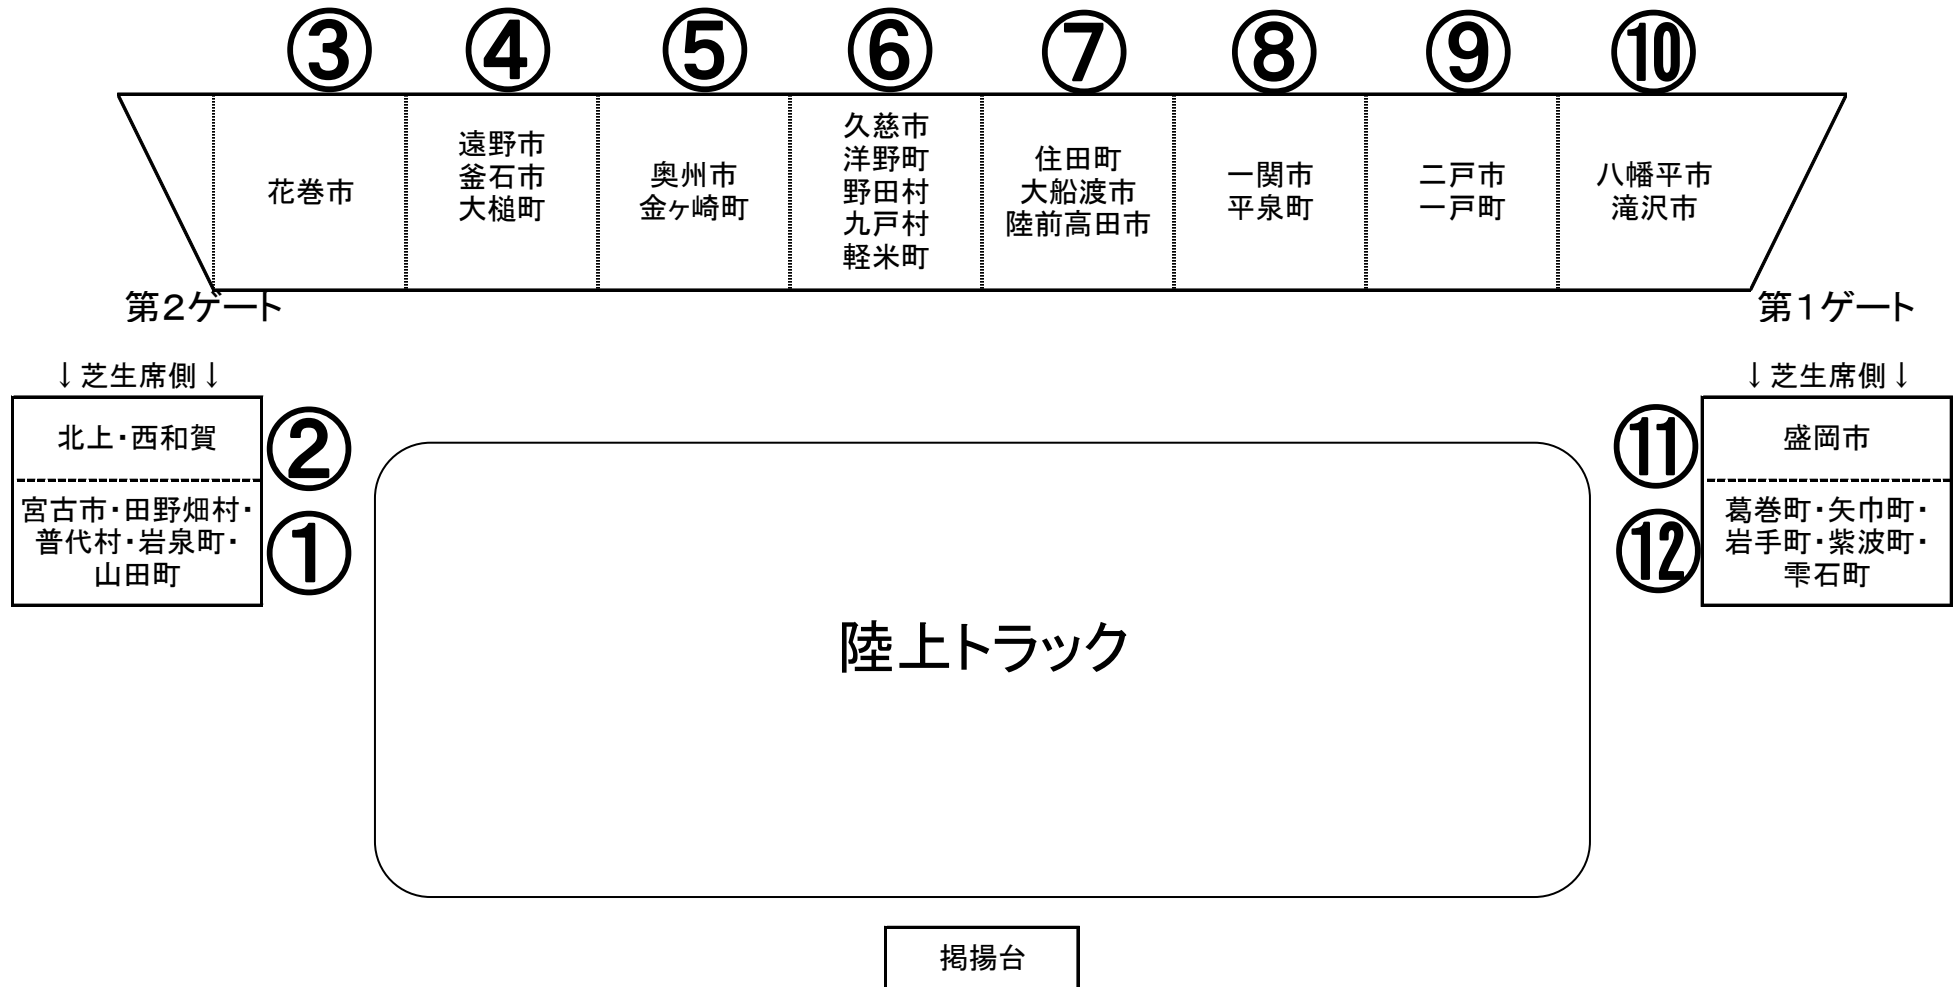 ③ ④ ⑤ ⑥ ⑦ ⑧ ⑨ ⑩
花巻市
遠野市
釜石市
大槌町
奥州市
金ヶ崎町
久慈市
洋野町
野田村
九戸村
軽米町
住田町
大船渡市
陸前高田市
一関市
平泉町
二戸市
一戸町
八幡平市
滝沢市
第2ゲート
第1ゲート
↓芝生席側↓
北上・西和賀
②
宮古市・田野畑村・
普代村・岩泉町・
山田町
①
↓芝生席側↓
⑪
盛岡市
⑫
葛巻町・矢巾町・
岩手町・紫波町・
雫石町
陸上トラック
掲揚台